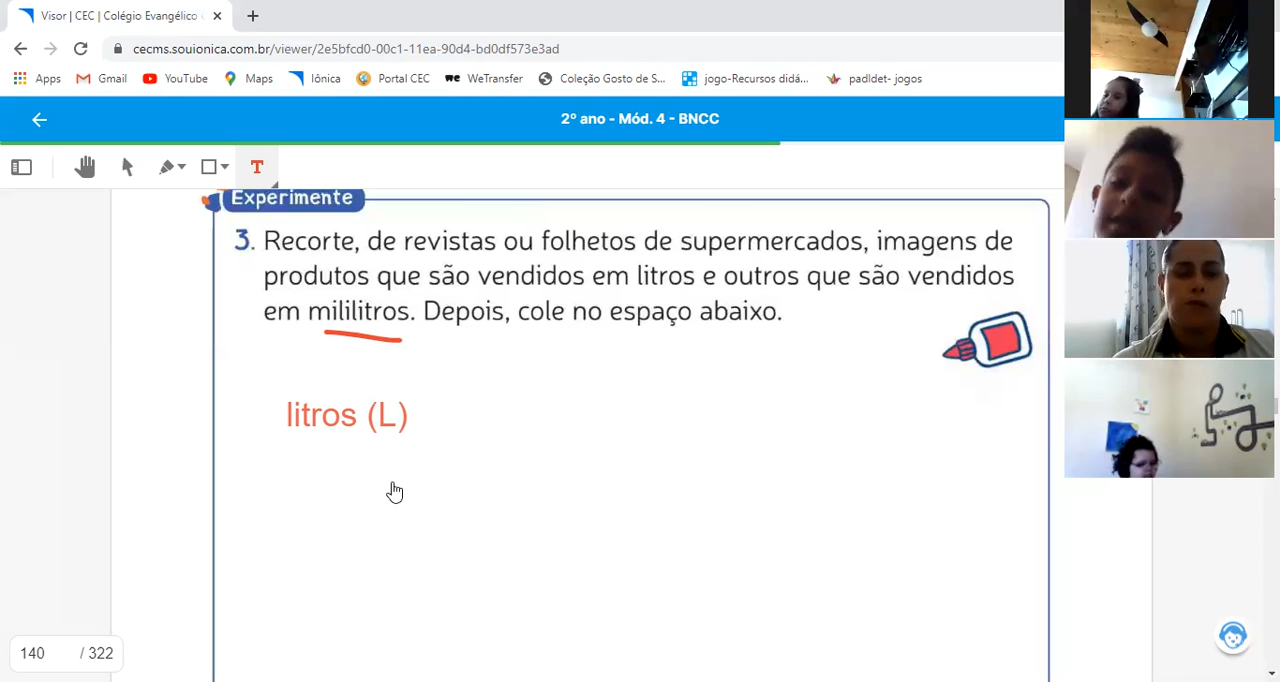 Visor | CEC | Colégio Evangélico
cecms.souionica.com.br/viewer/2e5bfcd0-00c1-11ea-90d4-bd0df573e3ad
Apps Gmail YouTube Maps Iônica Portal CEC WeTransfer Coleção Gosto de S... jogo-Recursos didá... padldet- jogos
2º ano - Mód. 4 - BNCC
T
Experimente
3. Recorte, de revistas ou folhetos de supermercados, imagens de
produtos que são vendidos em litros e outros que são vendidos
em mililitros. Depois, cole no espaço abaixo.
litros (L)
140 / 322